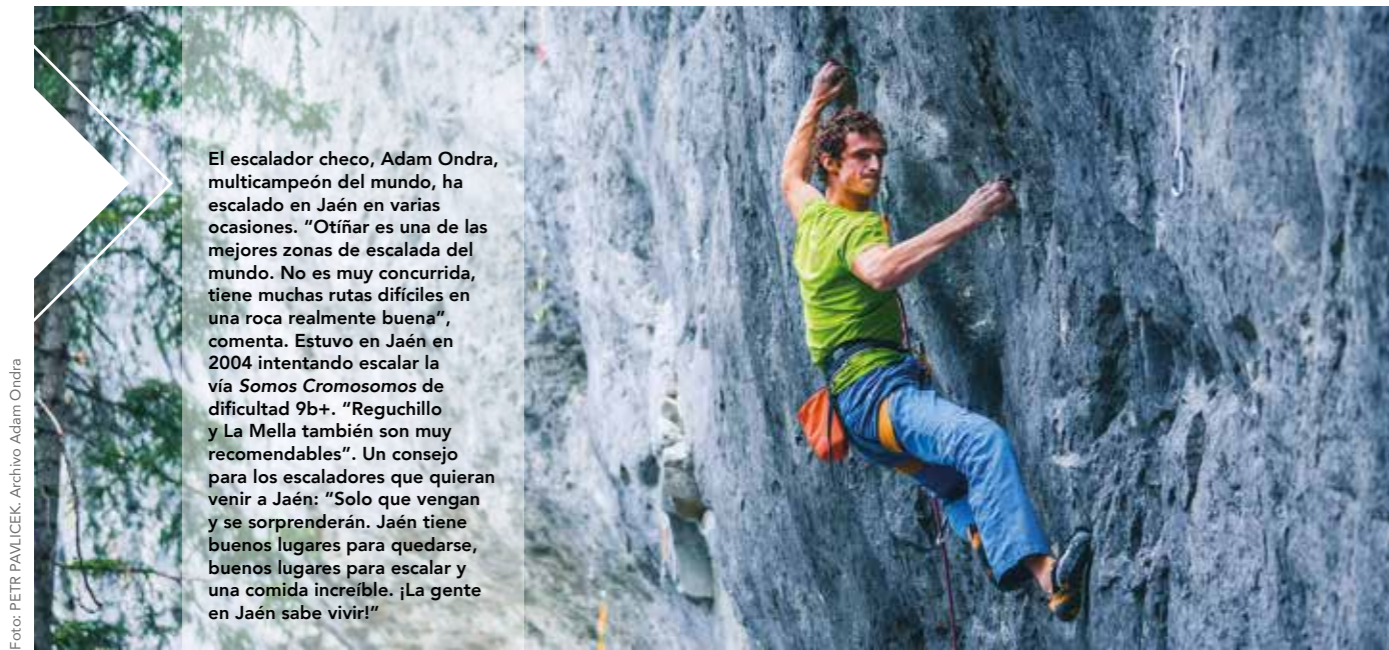 El escalador checo, Adam Ondra,
multicampeón del mundo, ha
escalado en Jaén en varias
ocasiones. “Otíñar es una de las
mejores zonas de escalada del
mundo. No es muy concurrida,
tiene muchas rutas difíciles en
una roca realmente buena”,
comenta. Estuvo en Jaén en
2004 intentando escalar la
vía Somos Cromosomos de
dificultad 9b+. “Reguchillo
y La Mella también son muy
recomendables”. Un consejo
para los escaladores que quieran
venir a Jaén: “Solo que vengan
y se sorprenderán. Jaén tiene
buenos lugares para quedarse,
buenos lugares para escalar y
una comida increíble. ¡La gente
en Jaén sabe vivir!”
Foto: PETR PAVLICEK. Archivo Adam Ondra